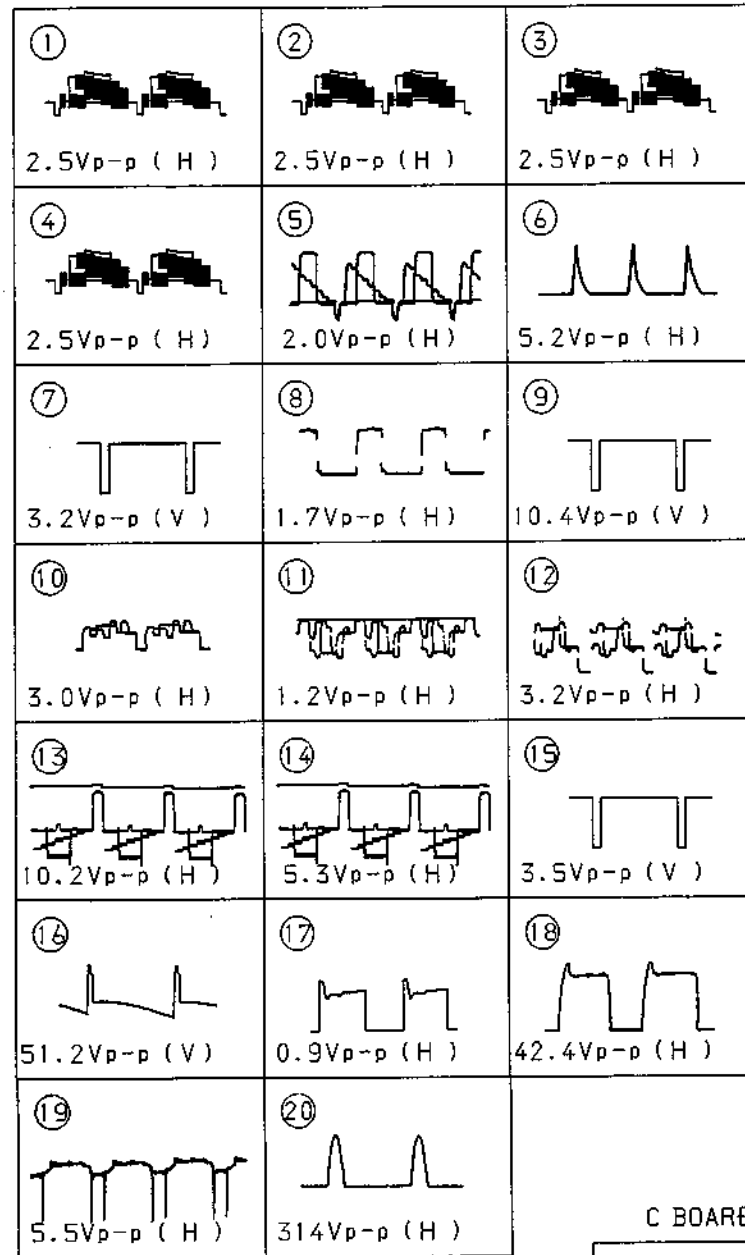 ① ② ③
2.5Vp-p ( H ) 2.5Vp-p ( H ) 2.5Vp-p ( H )
④ ⑤ ⑥
2.5Vp-p ( H ) 2.0Vp-p ( H ) 5.2Vp-p ( H )
⑦ ⑧ ⑨
3.2Vp-p ( V ) 1.7Vp-p ( H ) 10.4Vp-p ( V )
⑩ ⑪ ⑫
3.0Vp-p ( H ) 1.2Vp-p ( H ) 3.2Vp-p ( H )
⑬ ⑭ ⑮
10.2Vp-p ( H ) 5.3Vp-p ( H ) 3.5Vp-p ( V )
⑯ ⑰ ⑱
51.2Vp-p ( V ) 0.9Vp-p ( H ) 42.4Vp-p ( H )
⑲ ⑳
5.5Vp-p ( H ) 314Vp-p ( H )
C BOARD